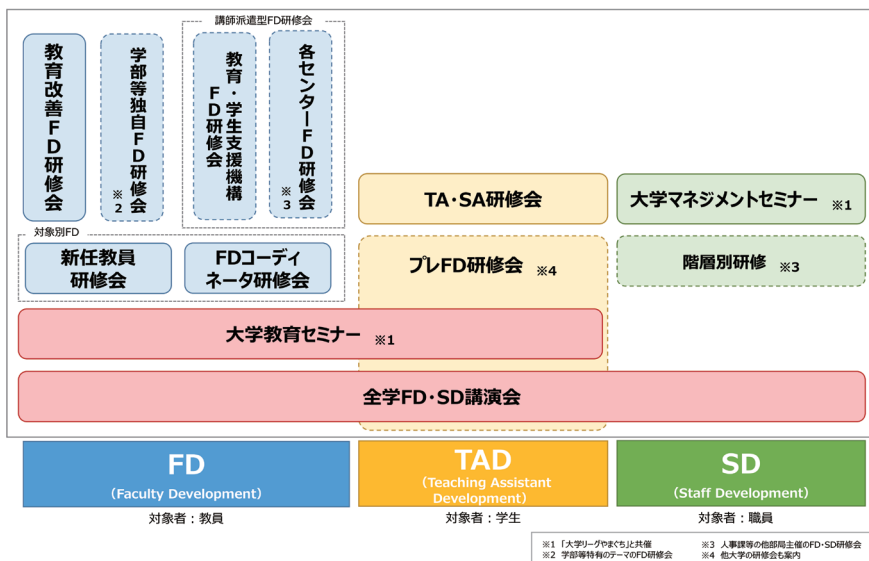 講師派遣型FD研修会
教育改善FD研修会
学部等独自FD研修会
※2
教育・学生支援機構
FD研修会
各センターFD研修会
※3
TA・SA研修会
大学マネジメントセミナー ※1
対象別FD
新任教員
研修会
FDコーディ
ネータ研修会
プレFD研修会 ※4
階層別研修 ※3
大学教育セミナー ※1
全学FD・SD講演会
FD
(Faculty Development)
対象者：教員
TAD
(Teaching Assistant
Development)
対象者：学生
SD
(Staff Development)
対象者：職員
※1 「大学リーグやまぐち」と共催
※2 学部等特有のテーマのFD研修会
※3 人事課等の他部局主催のFD・SD研修会
※4 他大学の研修会も案内